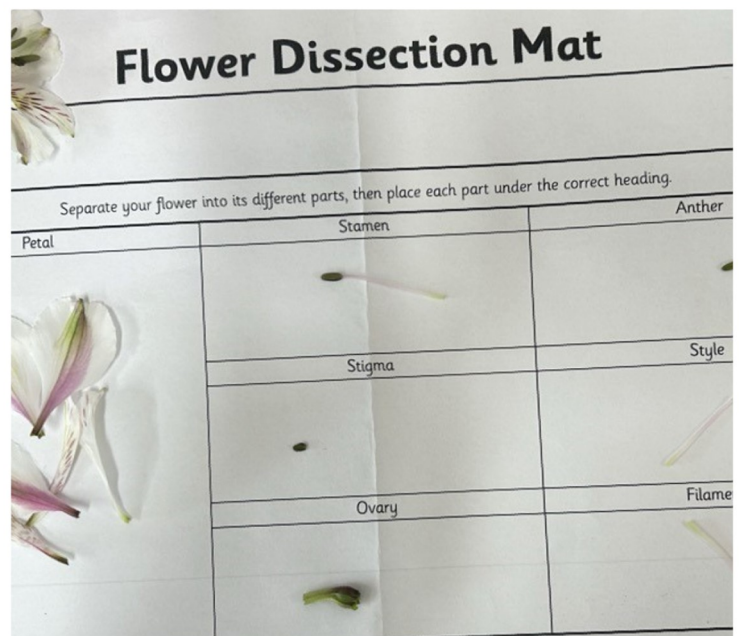 Flower Dissection Mat
Separate your flower into its different parts, then place each part under the correct heading.
Petal
Stamen
Anther
Stigma
Style
Ovary
Filame